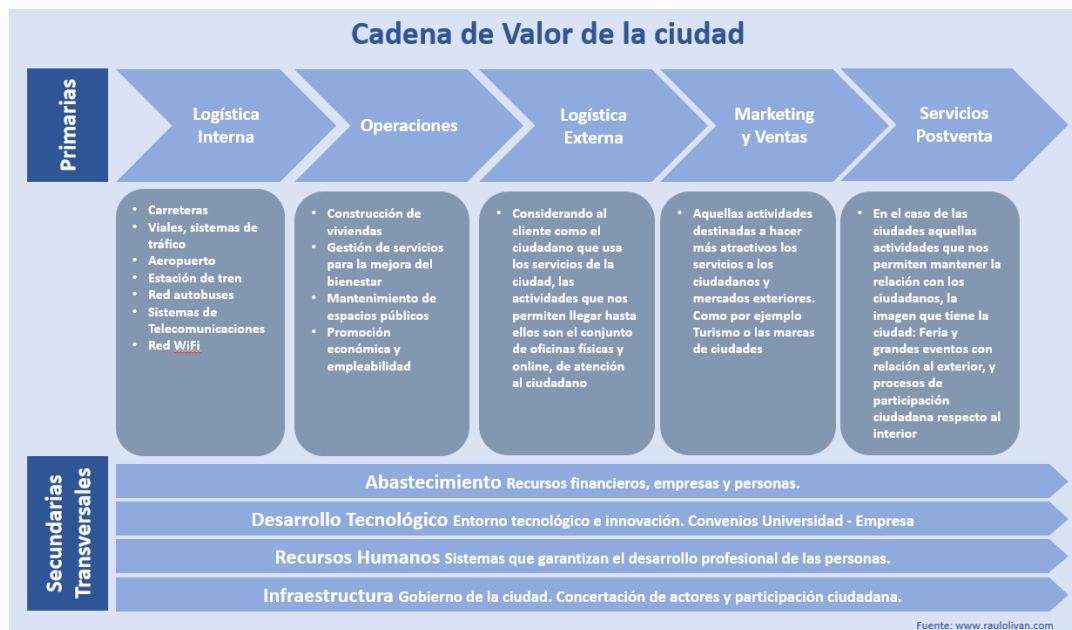 Cadena de Valor de la ciudad
Primarias
Logística
Interna
Operaciones
Logística
Externa
Marketing
y Ventas
Servicios
Postventa
• Carreteras
• Viales, sistemas de
tráfico
• Aeropuerto
• Estación de tren
• Red autobuses
• Sistemas de
Telecomunicaciones
• Red WiFi
• Construcción de
viviendas
• Gestión de servicios
para la mejora del
bienestar
• Mantenimiento de
espacios públicos
• Promoción
económica y
empleabilidad
• Considerando al
cliente como el
ciudadano que usa
los servicios de la
ciudad, las
actividades que nos
permiten llegar hasta
ellos son el conjunto
de oficinas físicas y
online, de atención
al ciudadano
• Aquellas actividades
destinadas a hacer
más atractivos los
servicios a los
ciudadanos y
mercados exteriores.
Como por ejemplo
Turismo o las marcas
de ciudades
• En el caso de las
ciudades aquellas
actividades que nos
permiten mantener la
relación con los
ciudadanos, la
imagen que tiene la
ciudad: Feria y
grandes eventos con
relación al exterior, y
procesos de
participación
ciudadana respecto al
interior
Secundarias
Transversales
Abastecimiento Recursos financieros, empresas y personas.
Desarrollo Tecnológico Entorno tecnológico e innovación. Convenios Universidad - Empresa
Recursos Humanos Sistemas que garantizan el desarrollo profesional de las personas.
Infraestructura Gobierno de la ciudad. Concertación de actores y participación ciudadana.
Fuente: www.raulolivan.com